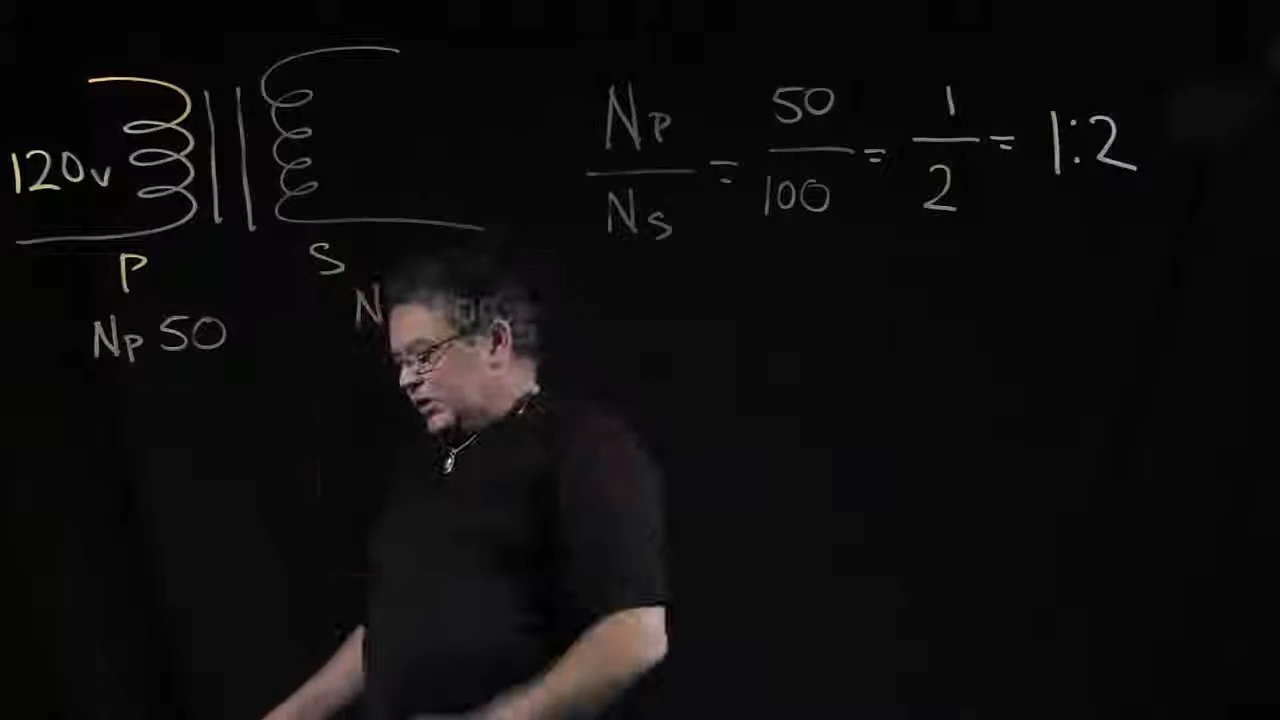 120v
P
S
Np 50
N
Np/Ns = 50/100 = 1/2 = 1:2